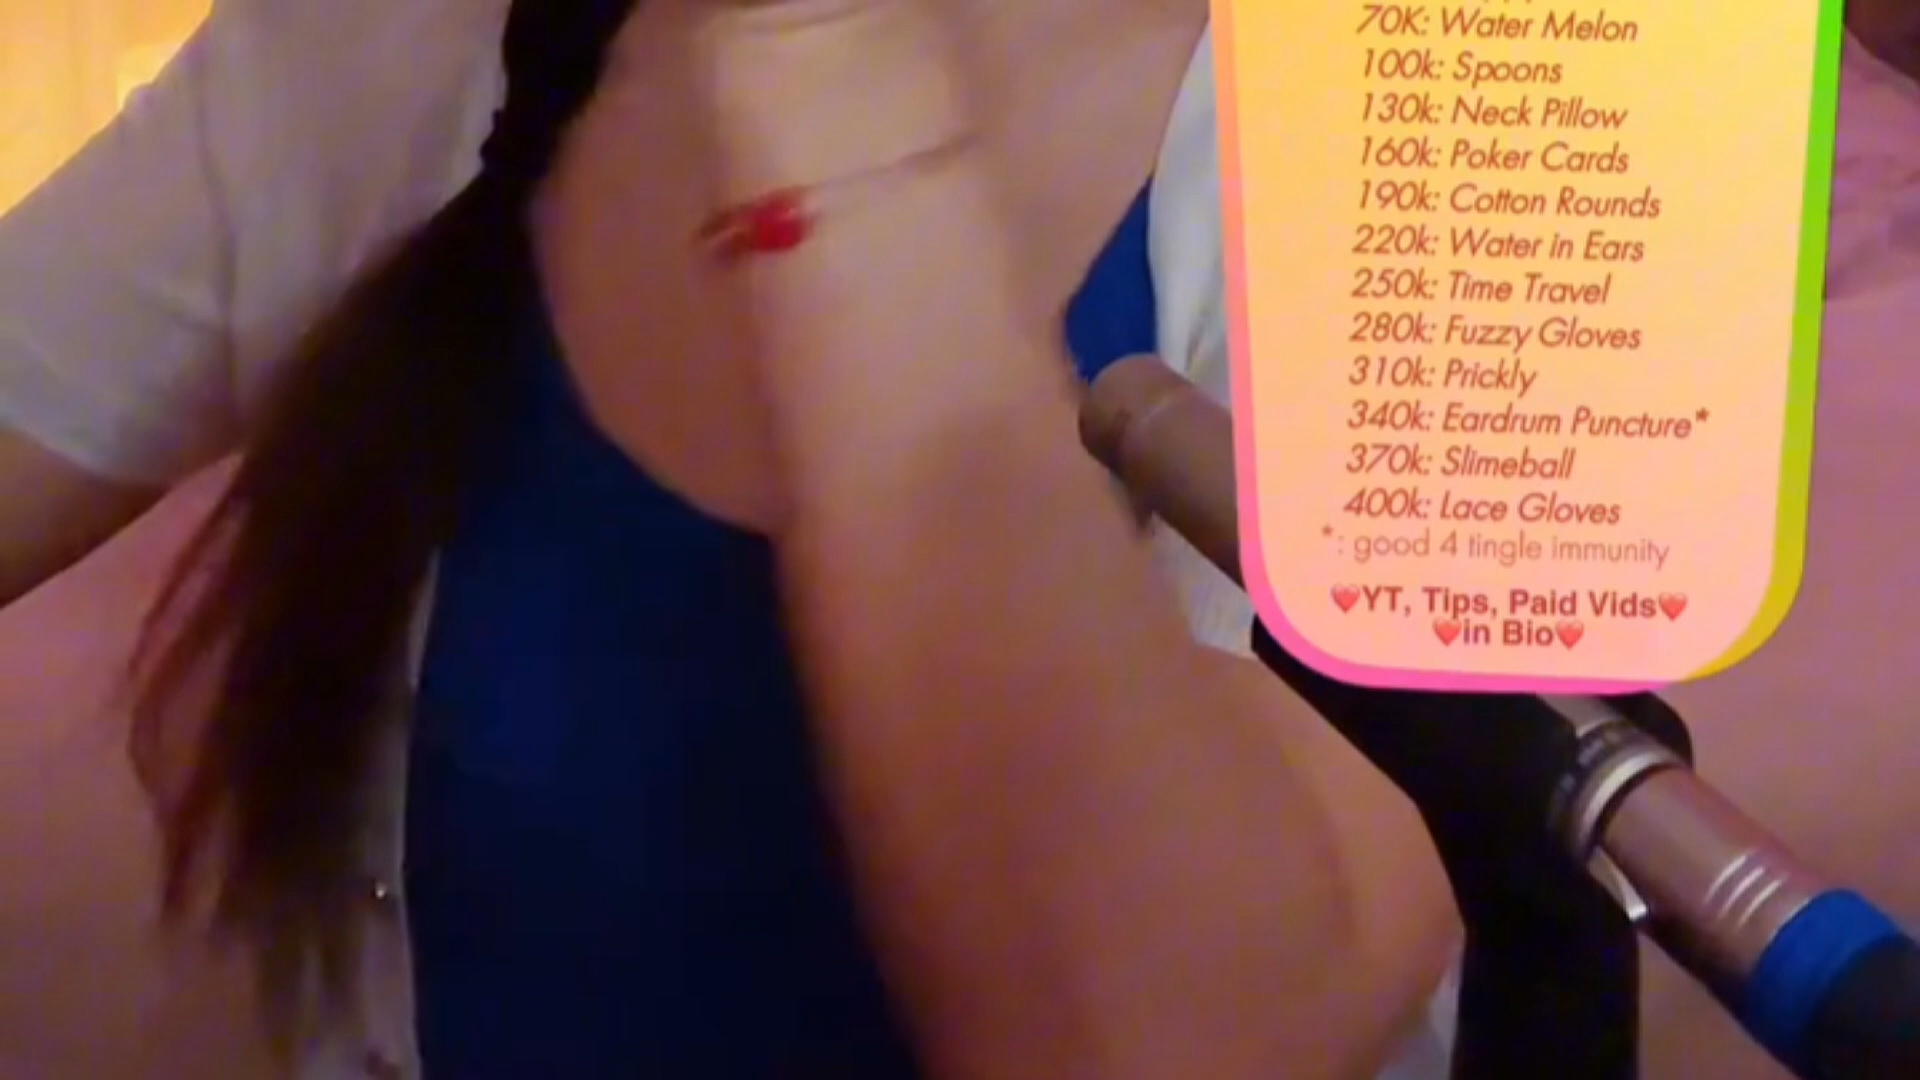 70K: Water Melon
100k: Spoons
130k: Neck Pillow
160k: Poker Cards
190k: Cotton Rounds
220k: Water in Ears
250k: Time Travel
280k: Fuzzy Gloves
310k: Prickly
340k: Eardrum Puncture*
370k: Slimeball
400k: Lace Gloves
*: good 4 tingle immunity
❤️YT, Tips, Paid Vids❤️
❤️in Bio❤️